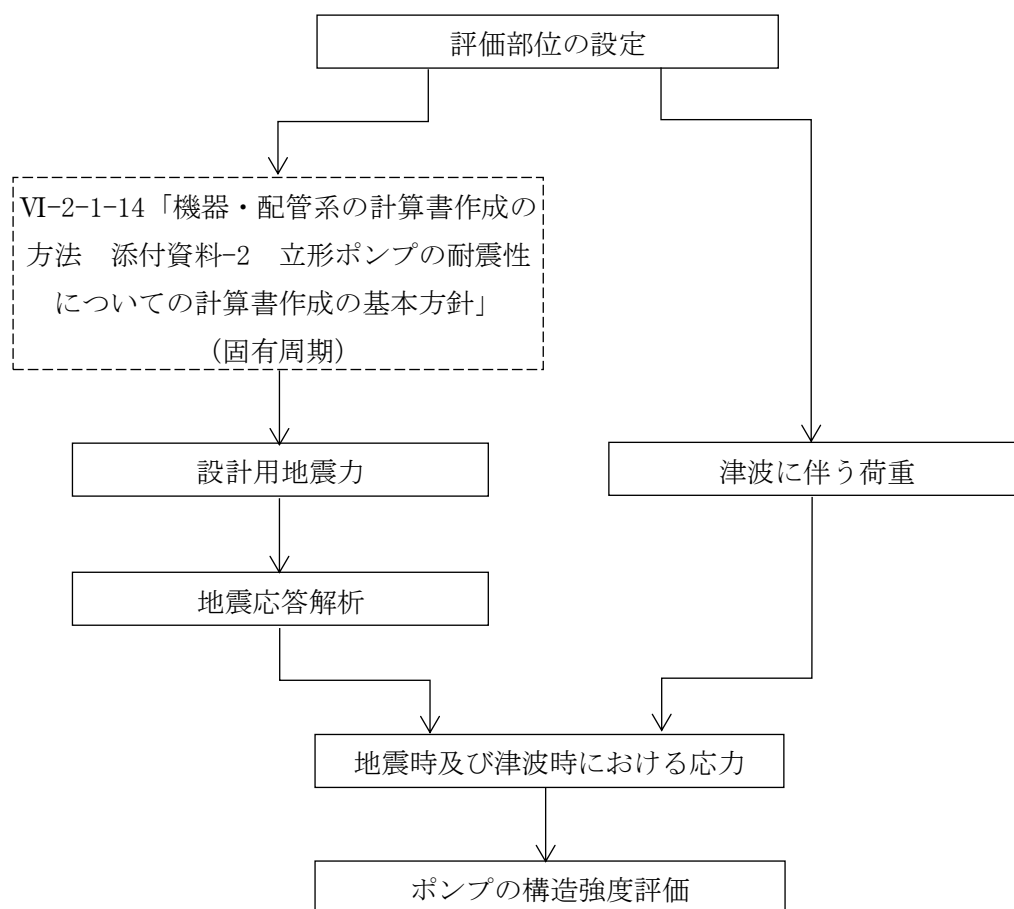 評価部位の設定
Ⅵ-2-1-14「機器・配管系の計算書作成の
方法　添付資料-2　立形ポンプの耐震性
についての計算書作成の基本方針」
(固有周期)
設計用地震力
津波に伴う荷重
地震応答解析
地震時及び津波時における応力
ポンプの構造強度評価